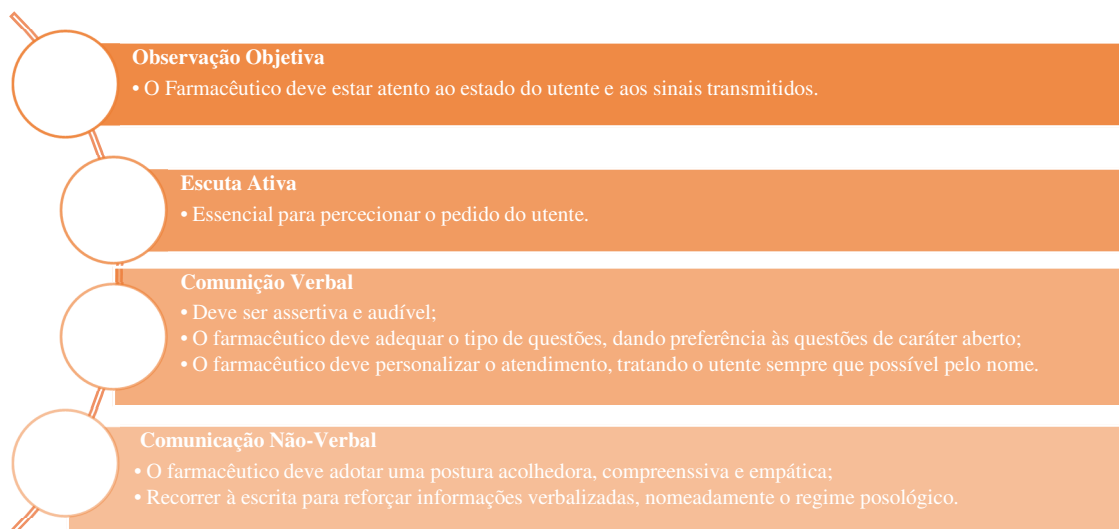 Observação Objetiva
• O Farmacêutico deve estar atento ao estado do utente e aos sinais transmitidos.
Escuta Ativa
• Essencial para percecionar o pedido do utente.
Comunição Verbal
• Deve ser assertiva e audível;
• O farmacêutico deve adequar o tipo de questões, dando preferência às questões de caráter aberto;
• O farmacêutico deve personalizar o atendimento, tratando o utente sempre que possível pelo nome.
Comunicação Não-Verbal
• O farmacêutico deve adotar uma postura acolhedora, compreenssiva e empática;
• Recorrer à escrita para reforçar informações verbalizadas, nomeadamente o regime posológico.